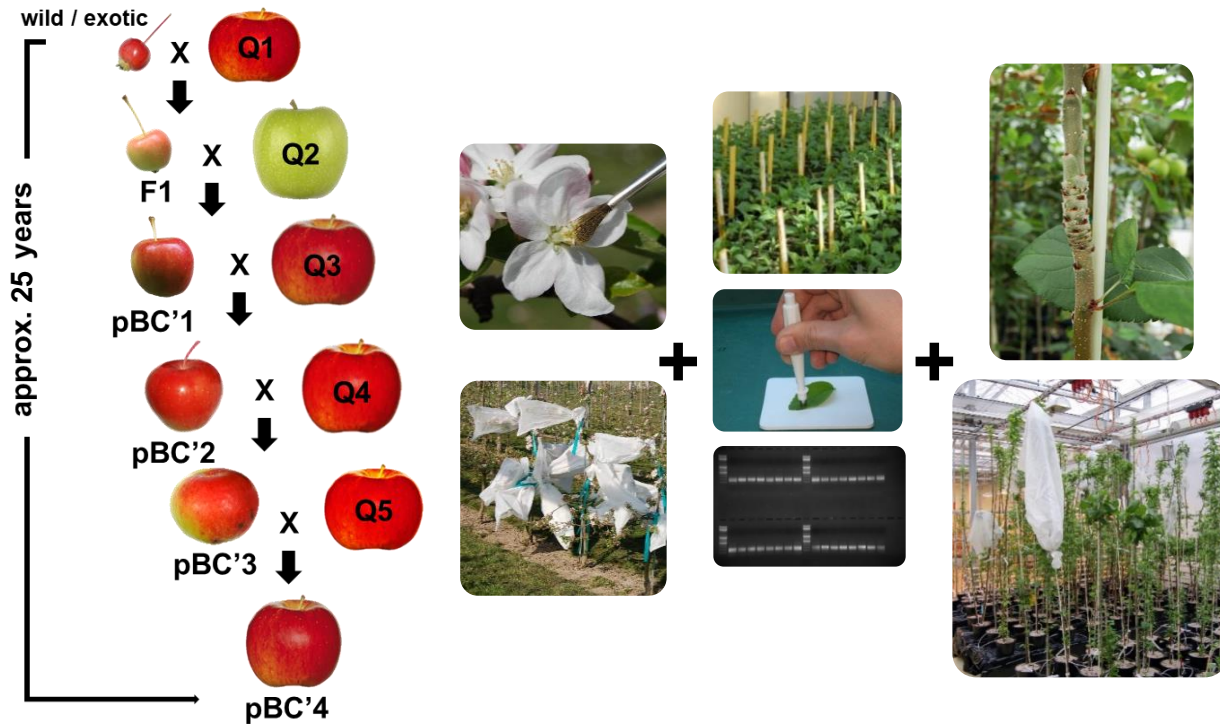 wild / exotic
X
Q1
X
Q2
F1
X
Q3
pBC’1
X
Q4
pBC’2
X
Q5
pBC’3
pBC’4
approx. 25 years
+
+